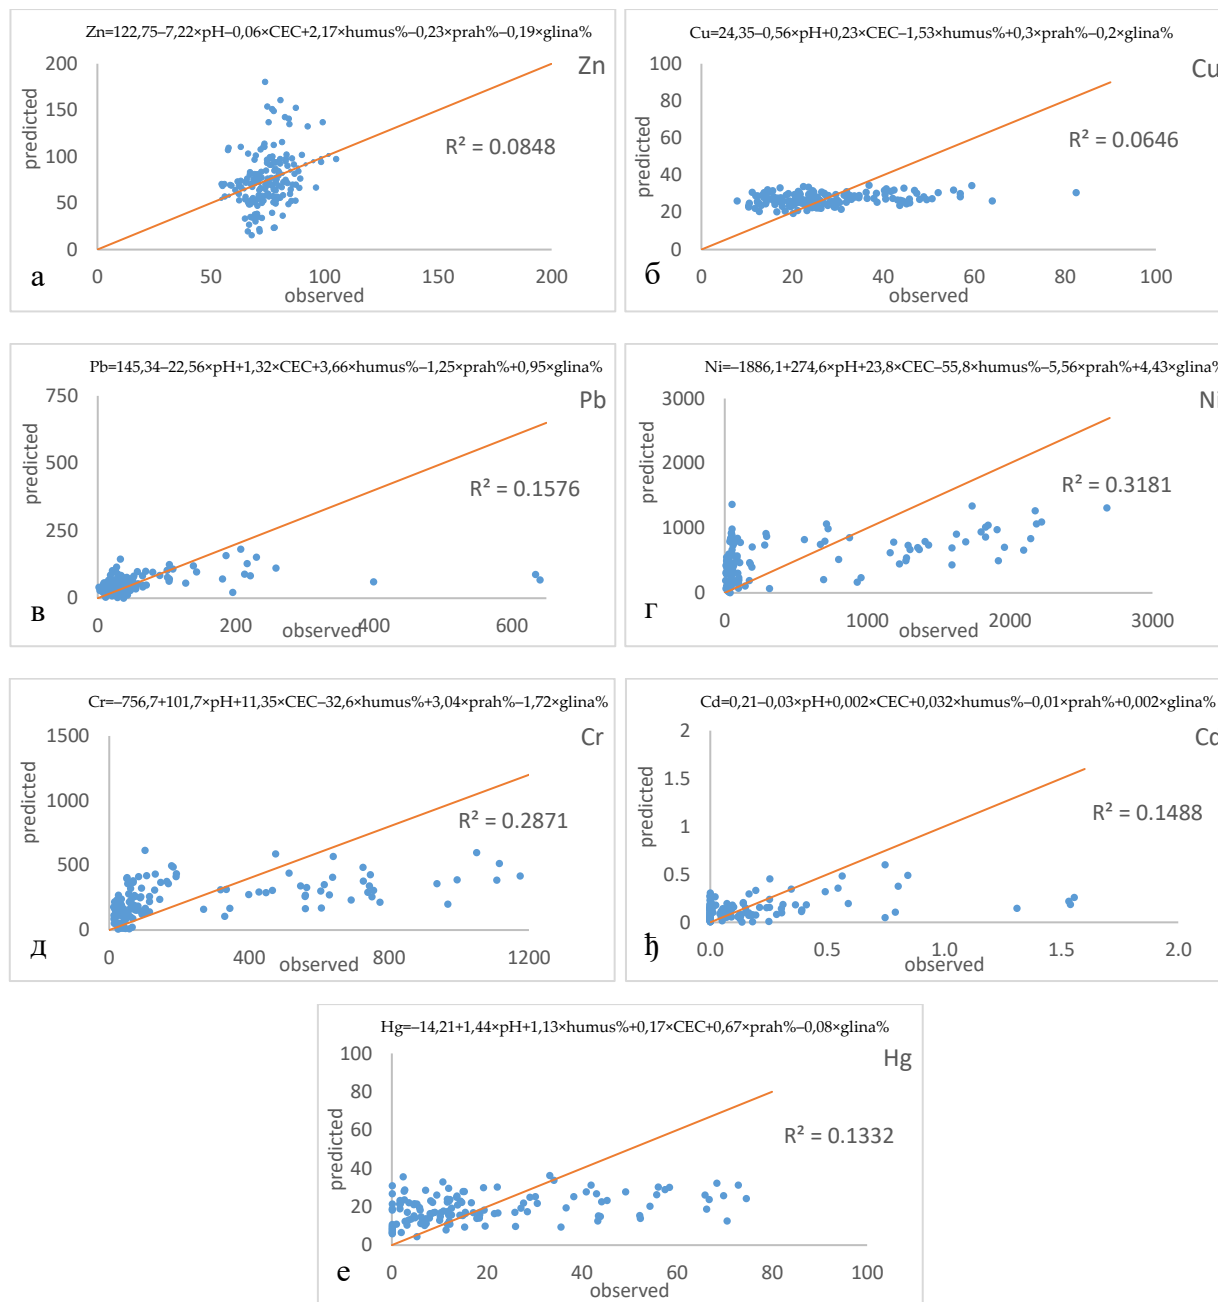 Zn=122,75–7,22×pH–0,06×CEC+2,17×humus%–0,23×prah%–0,19×glina%
Zn
200
150
100
50
0
predicted
R² = 0.0848
0
50
100
150
200
observed
а
Cu=24,35–0,56×pH+0,23×CEC–1,53×humus%+0,3×prah%–0,2×glina%
Cu
100
80
60
40
20
0
predicted
R² = 0.0646
0
20
40
60
80
100
observed
б
Pb=145,34–22,56×pH+1,32×CEC+3,66×humus%–1,25×prah%+0,95×glina%
Pb
750
500
250
0
predicted
R² = 0.1576
0
200
400
600
observed
в
Ni=–1886,1+274,6×pH+23,8×CEC–55,8×humus%–5,56×prah%+4,43×glina%
Ni
3000
2000
1000
0
predicted
R² = 0.3181
0
1000
2000
3000
observed
г
Cr=–756,7+101,7×pH+11,35×CEC–32,6×humus%+3,04×prah%–1,72×glina%
Cr
1500
1000
500
0
predicted
R² = 0.2871
0
400
800
1200
observed
д
Cd=0,21–0,03×pH+0,002×CEC+0,032×humus%–0,01×prah%+0,002×glina%
Cd
2
1.5
1
0.5
0
predicted
R² = 0.1488
0.0
0.5
1.0
1.5
2.0
observed
ђ
Hg=–14,21+1,44×pH+1,13×humus%+0,17×CEC+0,67×prah%–0,08×glina%
Hg
100
80
60
40
20
0
predicted
R² = 0.1332
0
20
40
60
80
100
observed
е